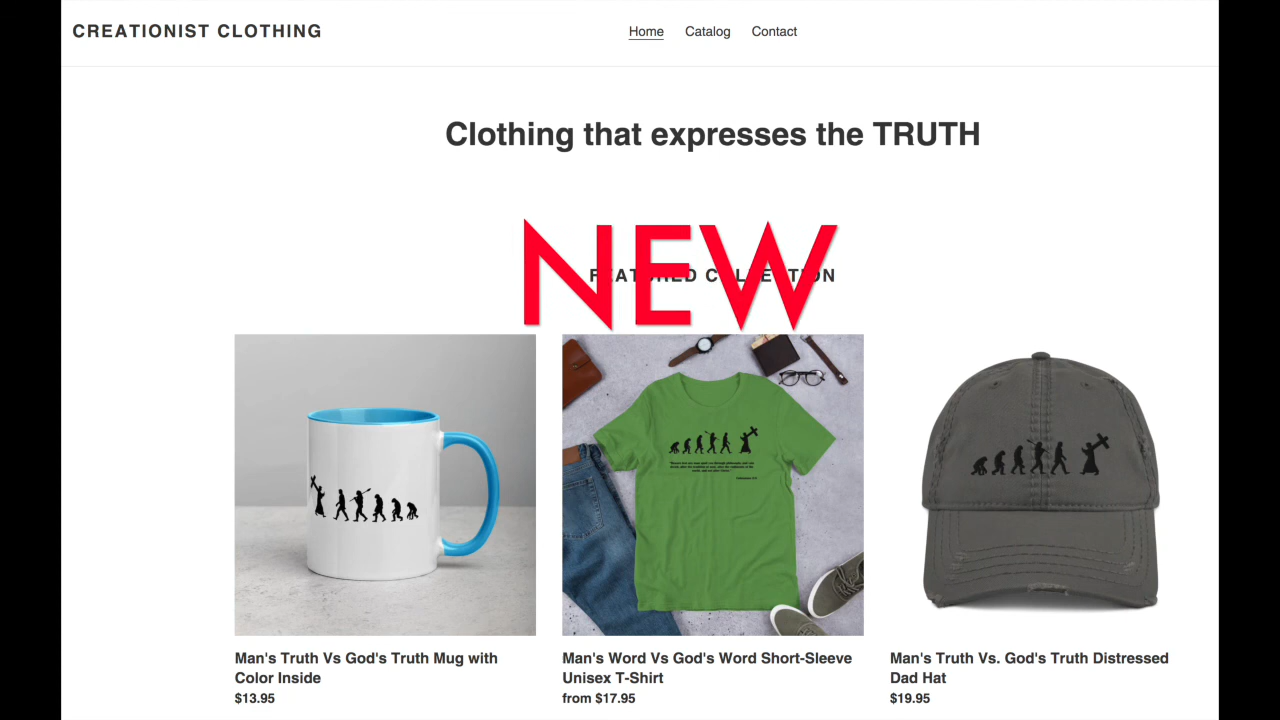 CREATIONIST CLOTHING
Home Catalog Contact
Clothing that expresses the TRUTH
NEW
FEATURED COLLECTION
Man's Truth Vs God's Truth Mug with
Color Inside
$13.95
Man's Word Vs God's Word Short-Sleeve
Unisex T-Shirt
from $17.95
Man's Truth Vs. God's Truth Distressed
Dad Hat
$19.95